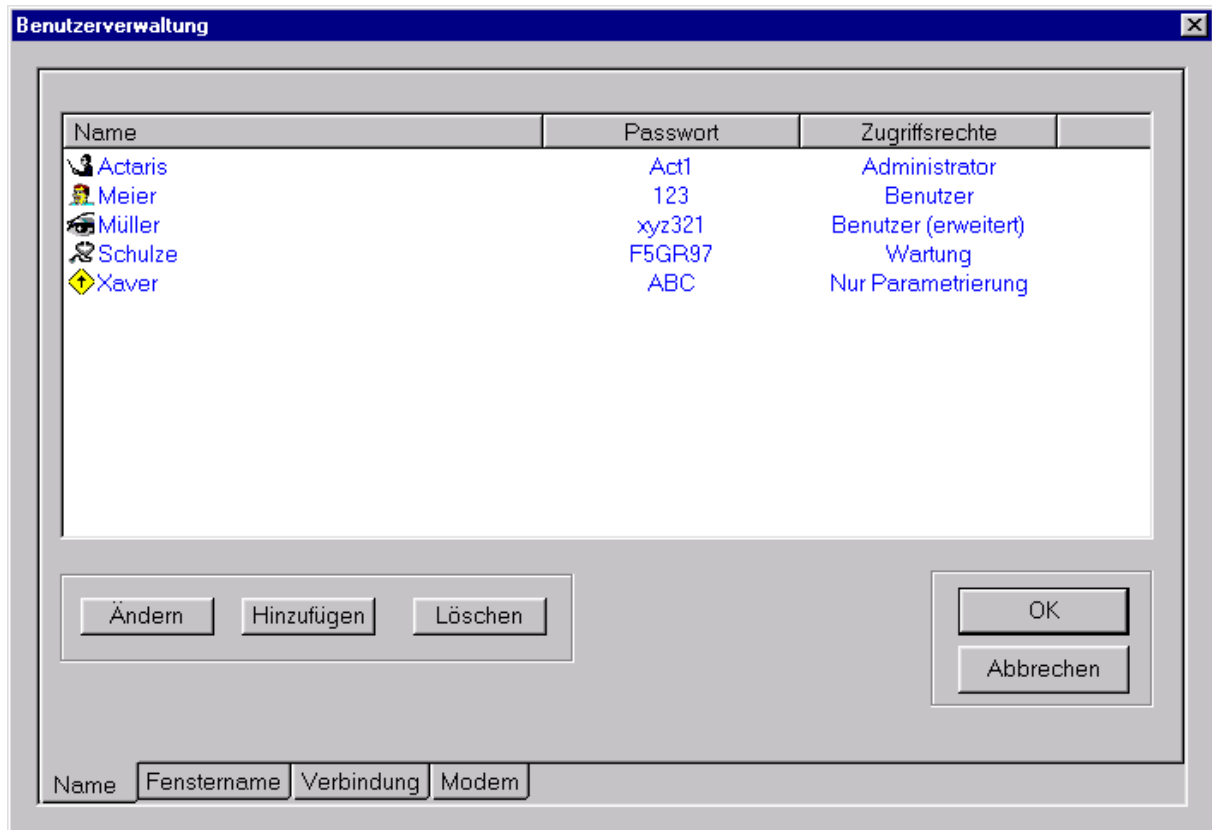 Benutzerverwaltung
Name Passwort Zugriffsrechte
Actaris Act1 Administrator
Meier 123 Benutzer
Müller xyz321 Benutzer (erweitert)
Schulze F5GR97 Wartung
Xaver ABC Nur Parametrierung
Ändern Hinzufügen Löschen OK
Abbrechen
Name Fenstername Verbindung Modem